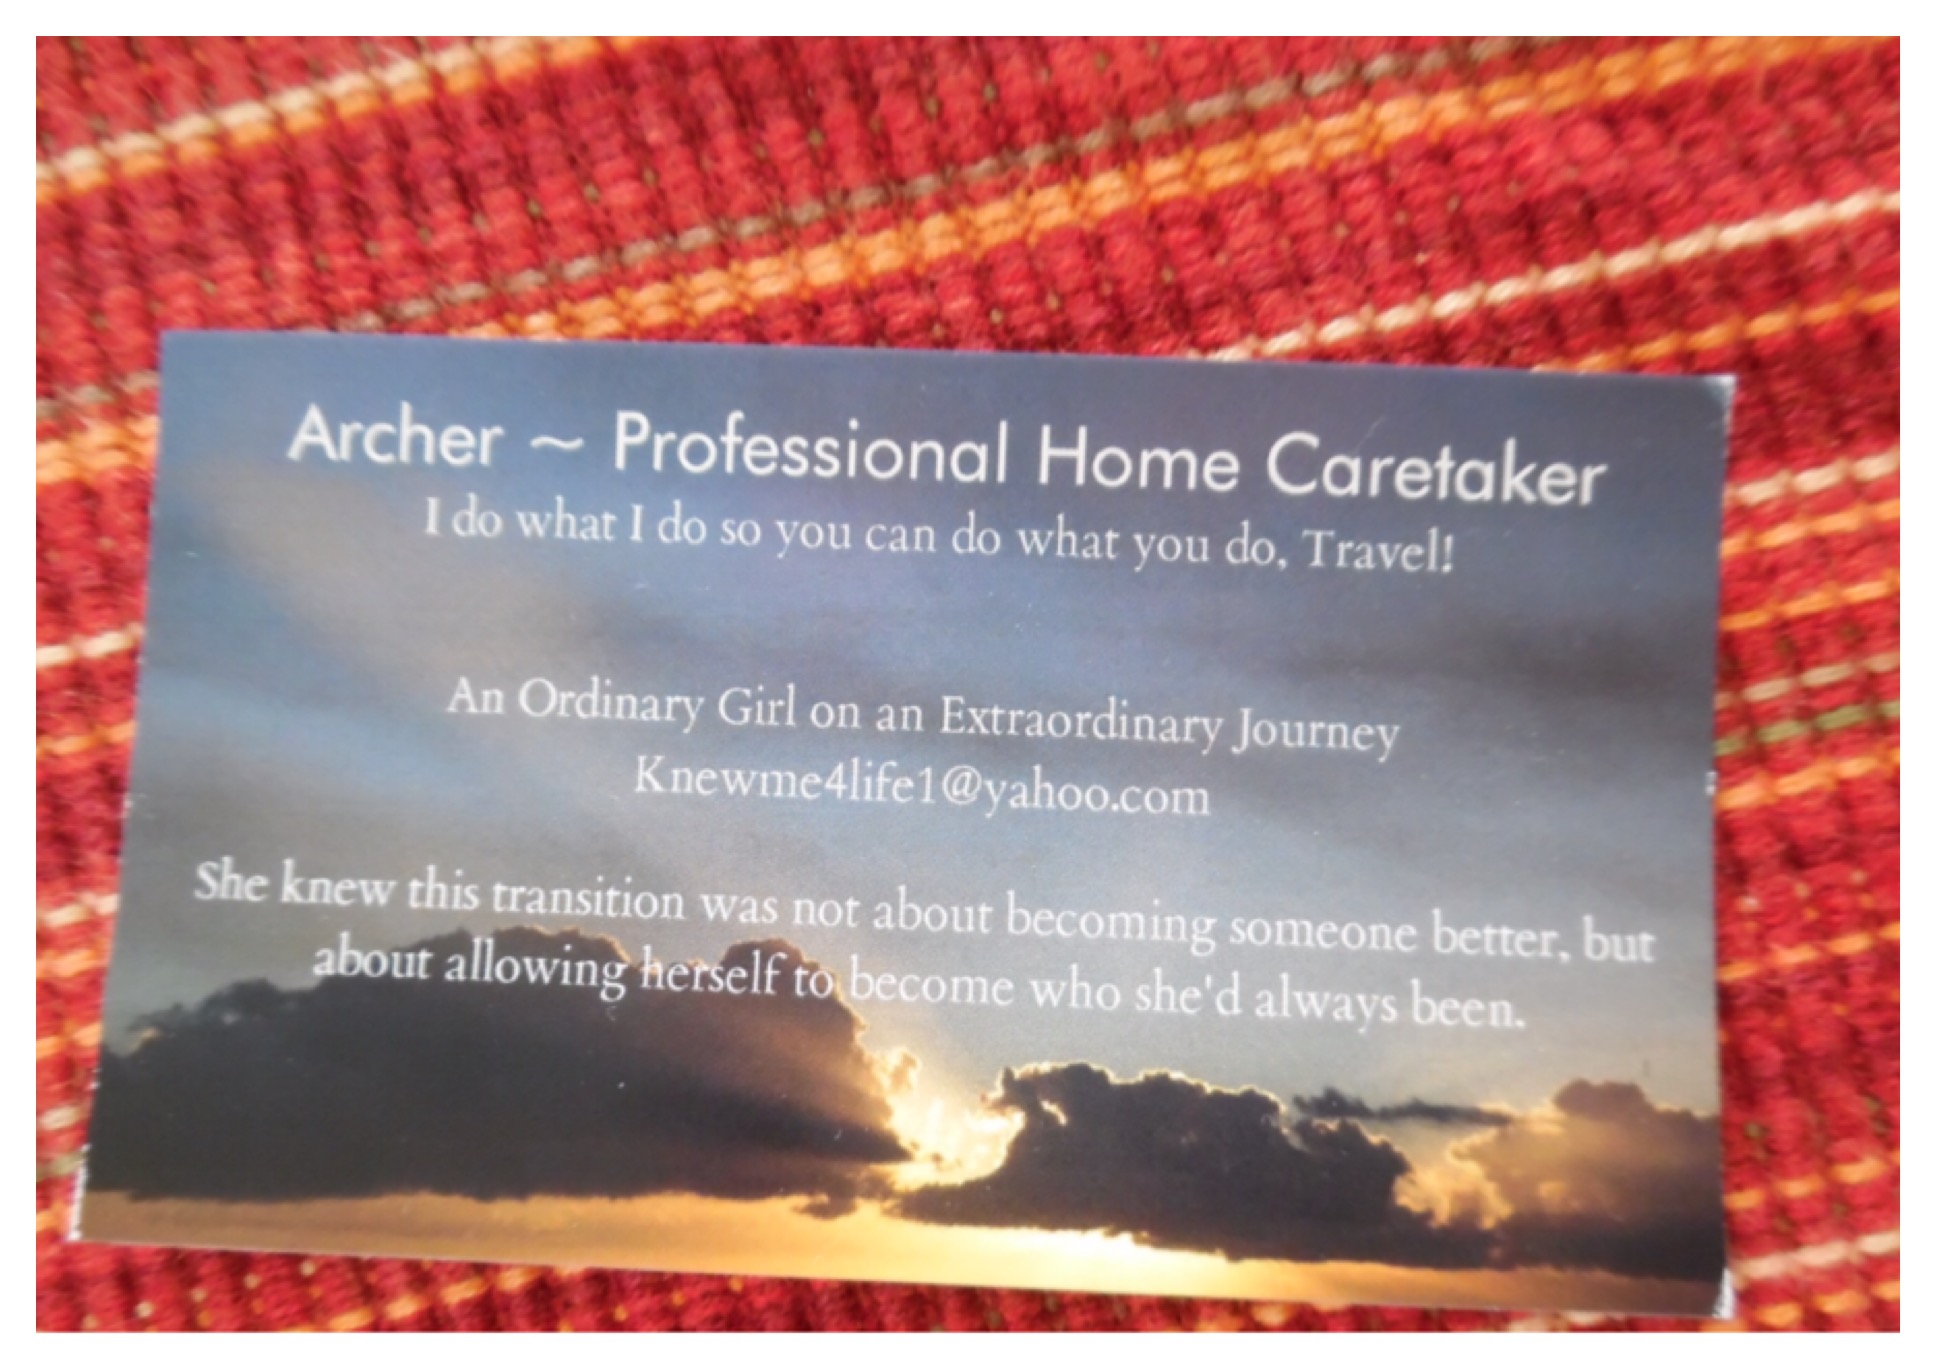 Archer ~ Professional Home Caretaker
I do what I do so you can do what you do, Travel!
An Ordinary Girl on an Extraordinary Journey
Knewme4life1@yahoo.com
She knew this transition was not about becoming someone better, but
about allowing herself to become who she'd always been.